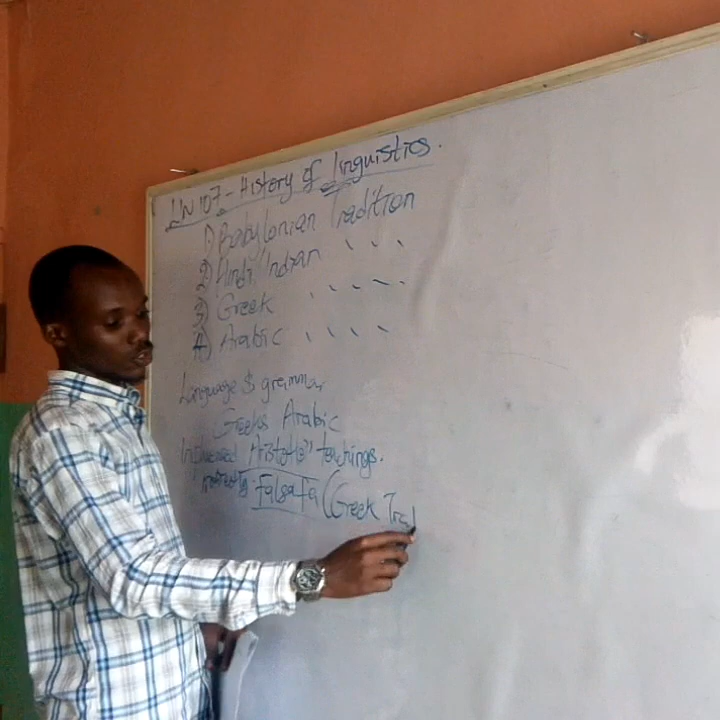 LN 107 - History of linguistics.
1) Babylonian Tradition
2) Hindi Indian 、、、
3) Greek 、、、、
4) Arabic 、、、、
Language & grammar
Greeks Arabic
Influenced Aristotle" teachings.
Falsafa (Greek Trad